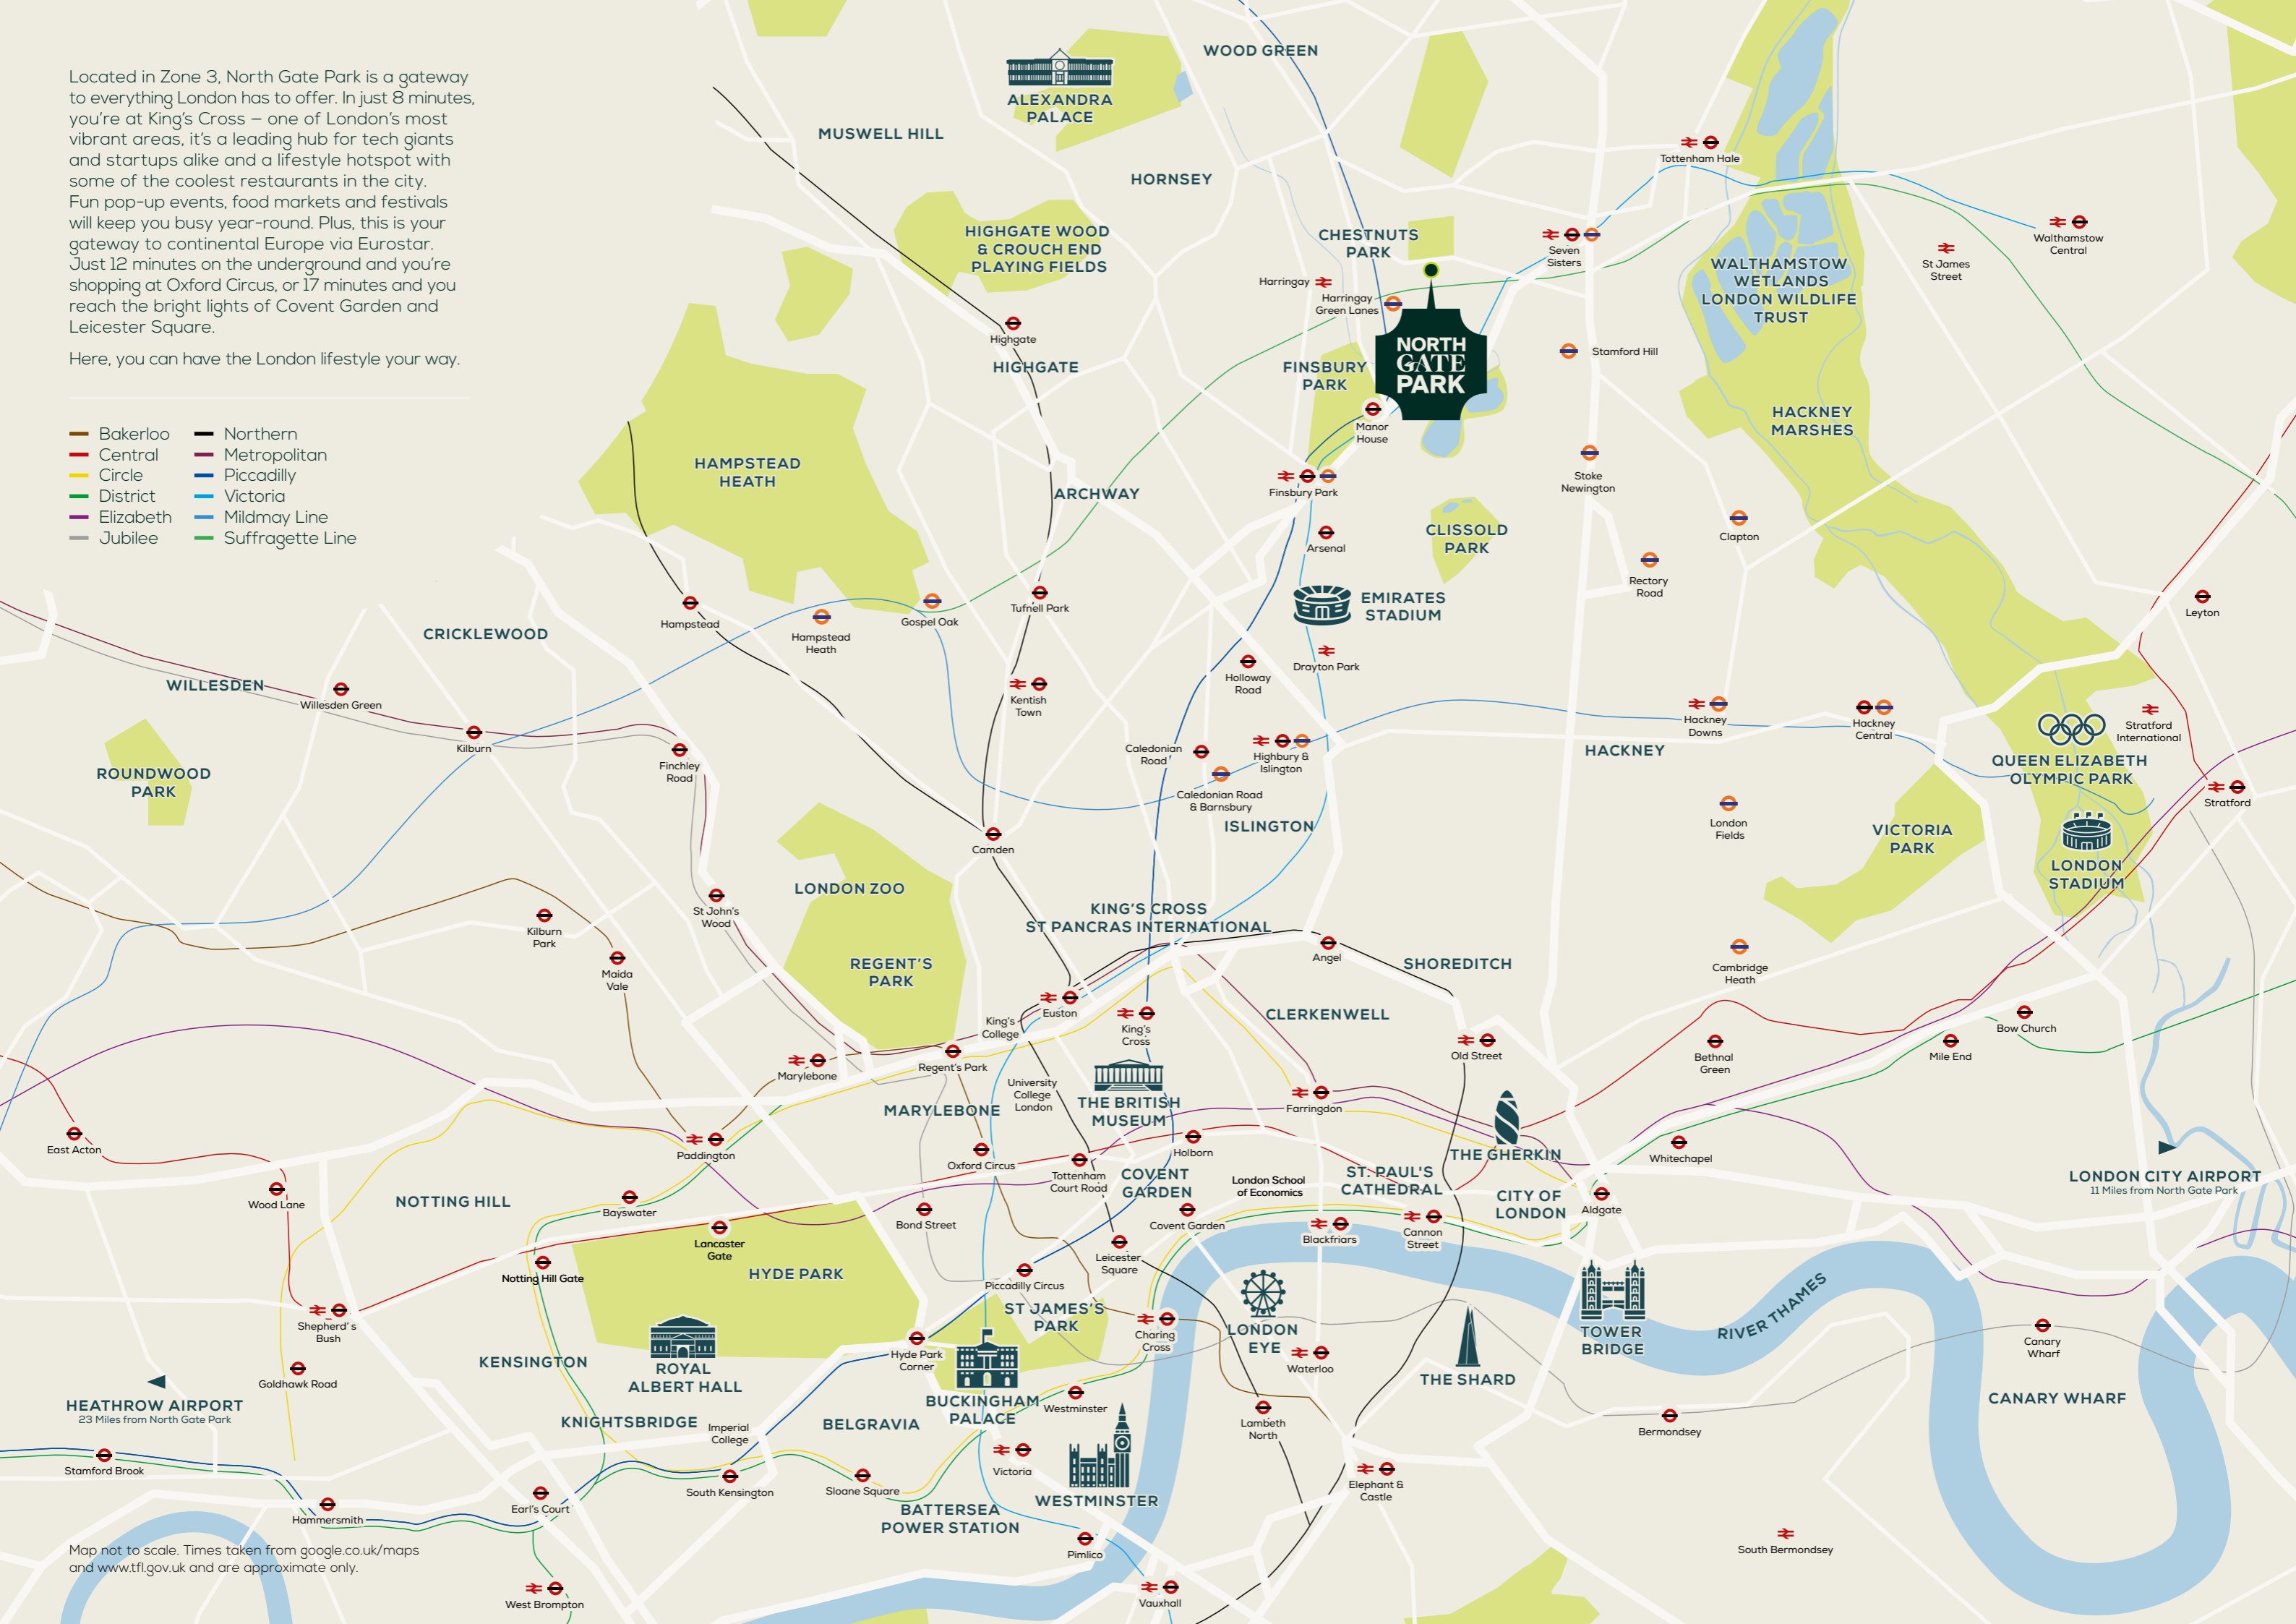 Located in Zone 3, North Gate Park is a gateway
to everything London has to offer. In just 8 minutes,
you're at King's Cross – one of London's most
vibrant areas, it's a leading hub for tech giants
and startups alike and a lifestyle hotspot with
some of the coolest restaurants in the city.
Fun pop-up events, food markets and festivals
will keep you busy year-round. Plus, this is your
gateway to continental Europe via Eurostar.
Just 12 minutes on the underground and you're
shopping at Oxford Circus, or 17 minutes and you
reach the bright lights of Covent Garden and
Leicester Square.
Here, you can have the London lifestyle your way.
Bakerloo
Central
Circle
District
Elizabeth
Jubilee
Northern
Metropolitan
Piccadilly
Victoria
Mildmay Line
Suffragette Line
WOOD GREEN
ALEXANDRA
PALACE
MUSWELL HILL
HORNSEY
Tottenham Hale
HIGHGATE WOOD
& CROUCH END
PLAYING FIELDS
CHESTNUTS
PARK
Seven
Sisters
Walthamstow
Central
St James
Street
WALTHAMSTOW
WETLANDS
LONDON WILDLIFE
TRUST
Harringay
Harringay
Green Lanes
NORTH
GATE
PARK
Highgate
HIGHGATE
FINSBURY
PARK
Stamford Hill
Manor
House
HACKNEY
MARSHES
HAMPSTEAD
HEATH
ARCHWAY
Finsbury Park
Stoke
Newington
Arsenal
CLISSOLD
PARK
Clapton
Rectory
Road
EMIRATES
STADIUM
Leyton
Hampstead
Hampstead
Heath
Gospel Oak
Tufnell Park
CRICKLEWOOD
Drayton Park
Holloway
Road
WILLESDEN
Willesden Green
Kentish
Town
Kilburn
Finchley
Road
Caledonian
Road
Highbury &
Islington
Caledonian Road
& Barnsbury
ISLINGTON
HACKNEY
Hackney
Downs
Hackney
Central
Stratford
International
QUEEN ELIZABETH
OLYMPIC PARK
Stratford
ROUNDWOOD
PARK
London
Fields
VICTORIA
PARK
LONDON
STADIUM
Camden
LONDON ZOO
St John's
Wood
Kilburn
Park
Maida
Vale
KING'S CROSS
ST PANCRAS INTERNATIONAL
Angel
SHOREDITCH
Cambridge
Heath
REGENT'S
PARK
Euston
King's
College
King's
Cross
CLERKENWELL
Old Street
Bow Church
Mile End
Bethnal
Green
Marylebone
Regent's Park
University
College
London
THE BRITISH
MUSEUM
MARYLEBONE
Farringdon
East Acton
Paddington
Oxford Circus
Holborn
THE GHERKIN
Whitechapel
Tottenham
Court Road
COVENT
GARDEN
London School
of Economics
ST. PAUL'S
CATHEDRAL
LONDON CITY AIRPORT
11 Miles from North Gate Park
Wood Lane
NOTTING HILL
Bayswater
Bond Street
Covent Garden
Blackfriars
Cannon
Street
CITY OF
LONDON
Aldgate
Lancaster
Gate
Notting Hill Gate
HYDE PARK
Leicester
Square
Piccadilly Circus
Shepherd's
Bush
ST JAMES'S
PARK
Charing
Cross
LONDON
EYE
Waterloo
TOWER
BRIDGE
RIVER THAMES
Canary
Wharf
KENSINGTON
ROYAL
ALBERT HALL
Hyde Park
Corner
THE SHARD
Goldhawk Road
HEATHROW AIRPORT
23 Miles from North Gate Park
BUCKINGHAM
PALACE
Westminster
CANARY WHARF
KNIGHTSBRIDGE
Imperial
College
BELGRAVIA
Lambeth
North
Bermondsey
Stamford Brook
Victoria
South Kensington
Sloane Square
Elephant &
Castle
WESTMINSTER
Hammersmith
Earl's Court
BATTERSEA
POWER STATION
Pimlico
South Bermondsey
West Brompton
Vauxhall
Map not to scale. Times taken from google.co.uk/maps
and www.tfl.gov.uk and are approximate only.